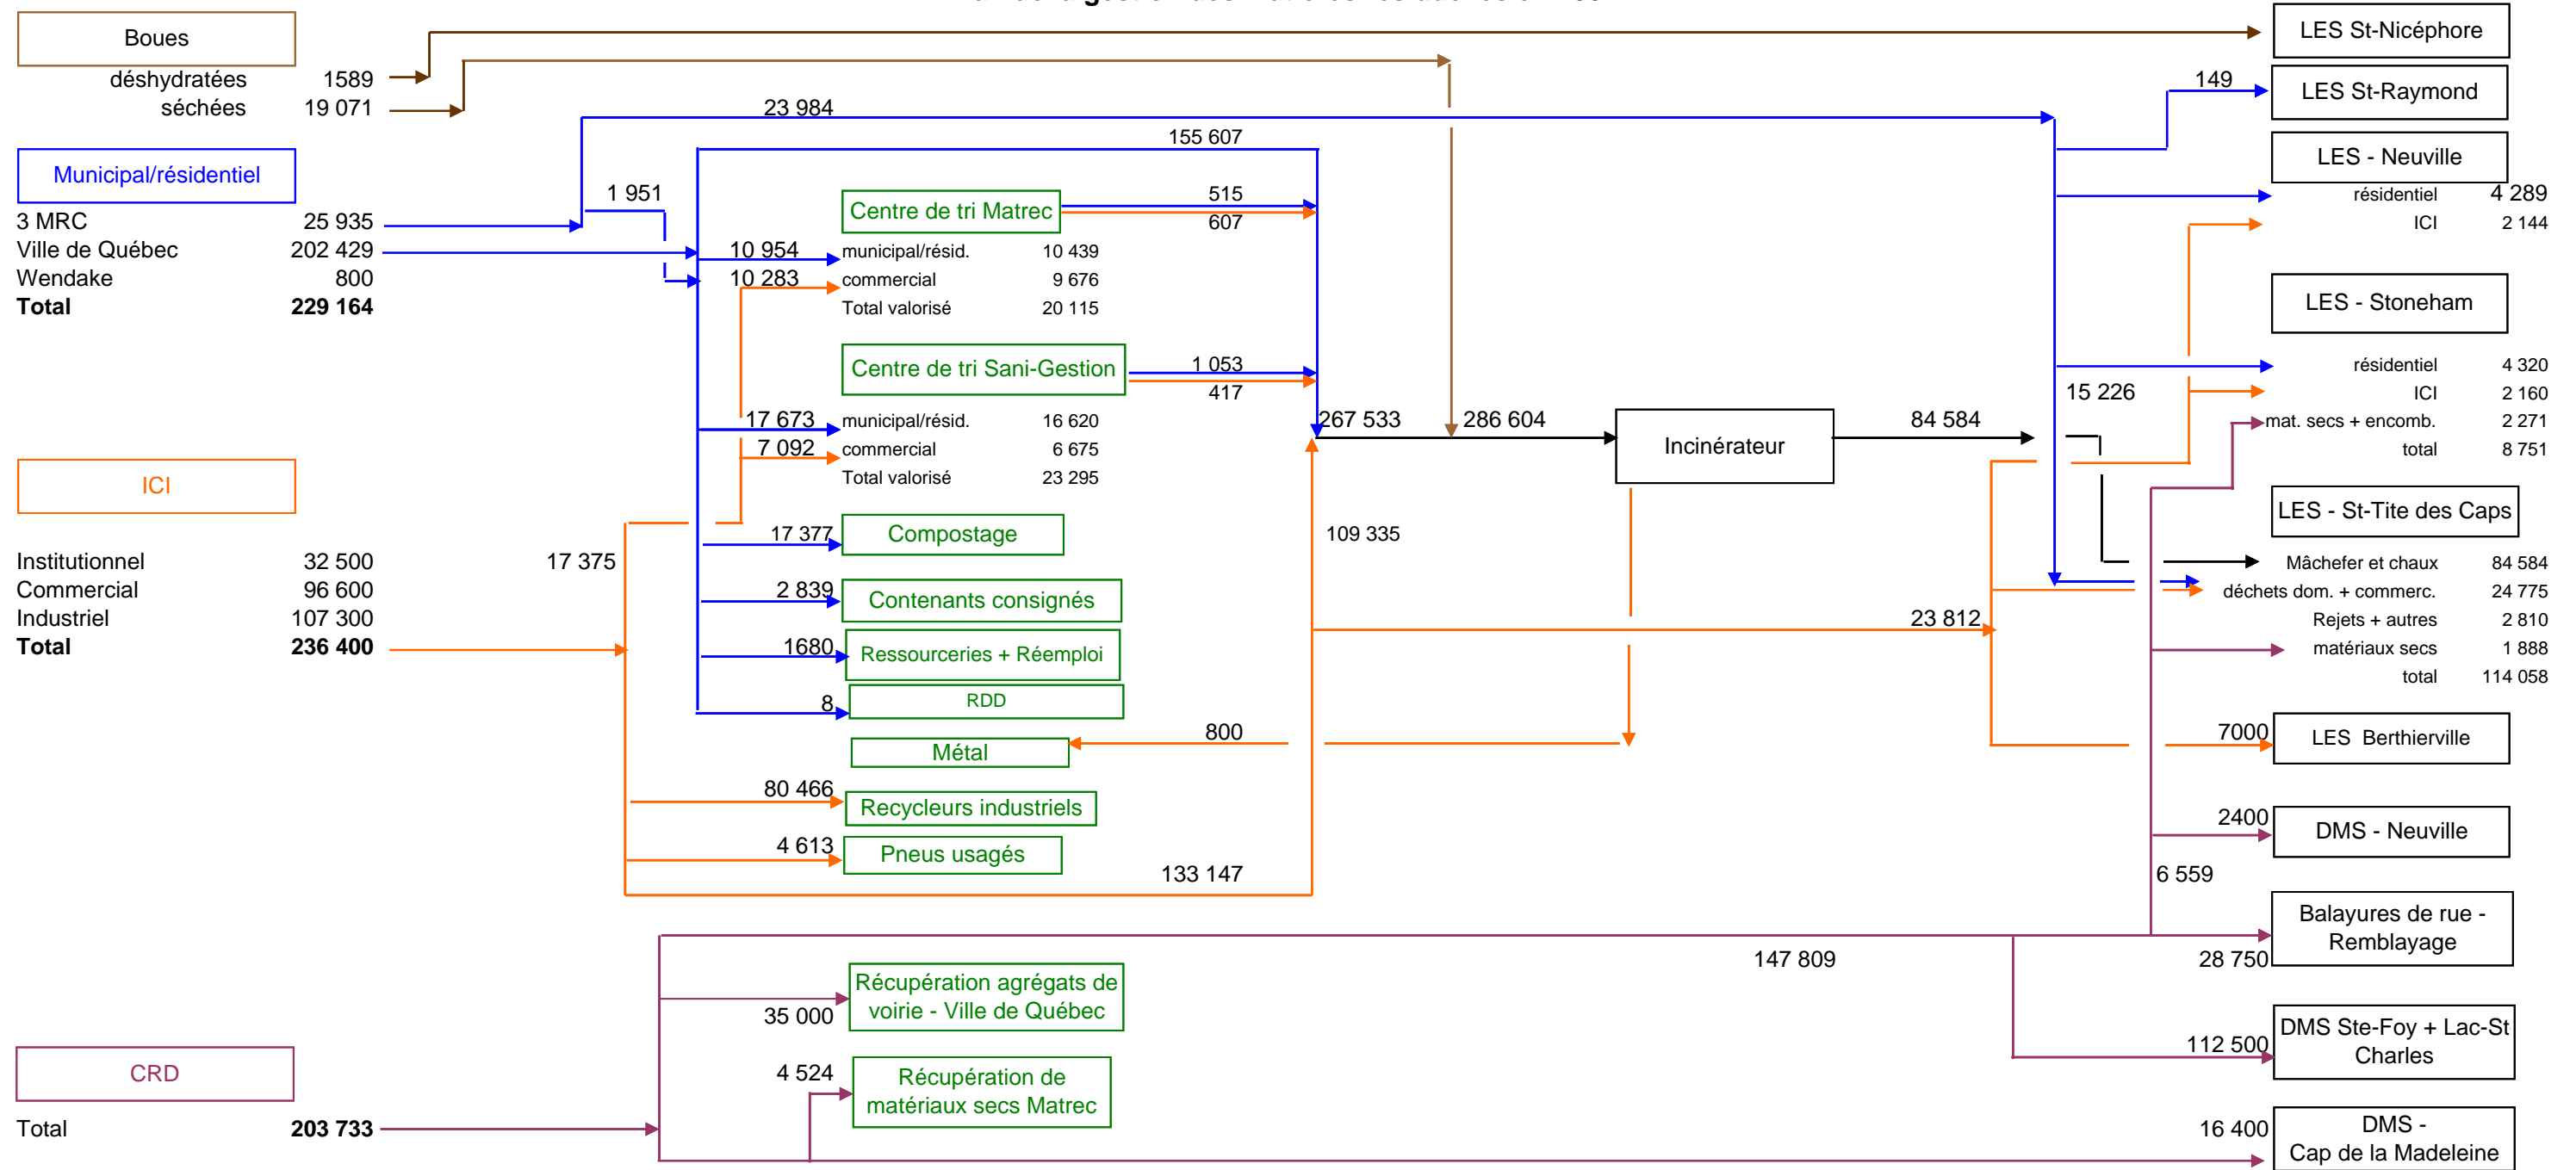 Boues
déshydratées 1589
séchées 19 071
Municipal/résidentiel
3 MRC 25 935
Ville de Québec 202 429
Wendake 800
Total 229 164
ICI
Institutionnel 32 500
Commercial 96 600
Industriel 107 300
Total 236 400
CRD
Total 203 733
23 984
155 607
1 951
Centre de tri Matrec
515
607
10 954
municipal/résid. 10 439
10 283
commercial 9 676
Total valorisé 20 115
Centre de tri Sani-Gestion
1 053
417
17 673
municipal/résid. 16 620
7 092
commercial 6 675
Total valorisé 23 295
17 375
17 377
Compostage
2 839
Contenants consignés
1680
Ressourceries + Réemploi
8
RDD
800
Métal
80 466
Recycleurs industriels
4 613
Pneus usagés
133 147
35 000
Récupération agrégats de
voirie - Ville de Québec
4 524
Récupération de
matériaux secs Matrec
267 533
286 604
109 335
Incinérateur
84 584
23 812
15 226
147 809
6 559
LES St-Nicéphore
149
LES St-Raymond
LES - Neuville
résidentiel 4 289
ICI 2 144
LES - Stoneham
résidentiel 4 320
ICI 2 160
mat. secs + encomb. 2 271
total 8 751
LES - St-Tite des Caps
Mâchefer et chaux 84 584
déchets dom. + commerc. 24 775
Rejets + autres 2 810
matériaux secs 1 888
total 114 058
7000
LES Berthierville
2400
DMS - Neuville
Balayures de rue -
Remblayage
28 750
DMS Ste-Foy + Lac-St
Charles
112 500
16 400
DMS -
Cap de la Madeleine